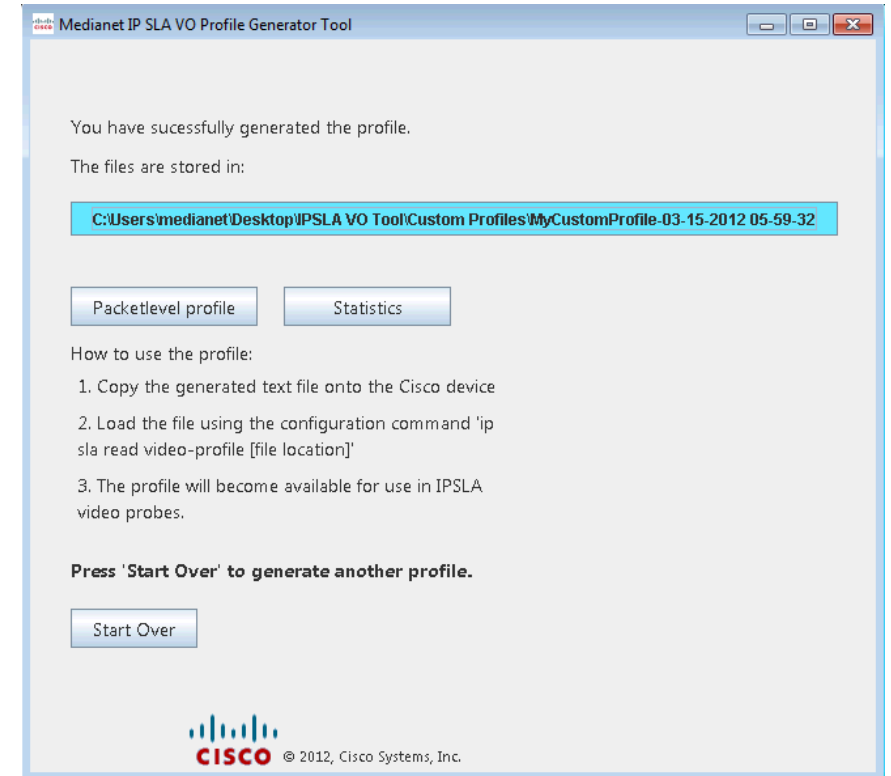 Medianet IP SLA VO Profile Generator Tool
You have sucessfully generated the profile.
The files are stored in:
C:\Users\medianet\Desktop\IPSLA VO Tool\Custom Profiles\MyCustomProfile-03-15-2012 05-59-32
Packetlevel profile Statistics
How to use the profile:
1. Copy the generated text file onto the Cisco device
2. Load the file using the configuration command 'ip
sla read video-profile [file location]'
3. The profile will become available for use in IPSLA
video probes.
Press 'Start Over' to generate another profile.
Start Over
CISCO © 2012, Cisco Systems, Inc.